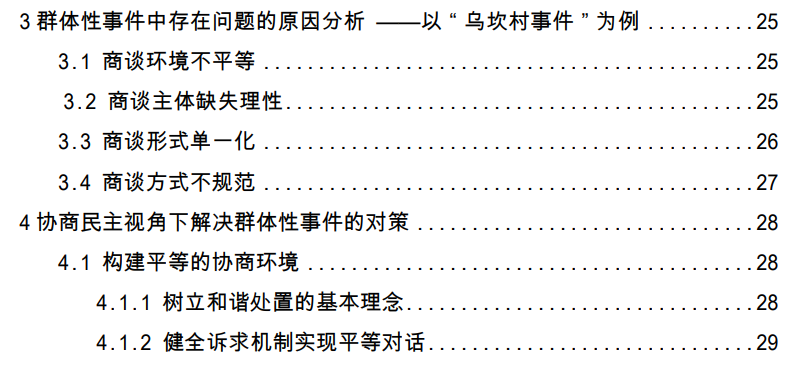 3 群体性事件中存在问题的原因分析 ——以“乌坎村事件”为例 ..........25
3.1 商谈环境不平等 ........................................25
3.2 商谈主体缺失理性......................................25
3.3 商谈形式单一化 ........................................26
3.4 商谈方式不规范 ........................................27
4 协商民主视角下解决群体性事件的对策 ...........................28
4.1 构建平等的协商环境 ....................................28
4.1.1 树立和谐处置的基本理念............................28
4.1.2 健全诉求机制实现平等对话..........................29